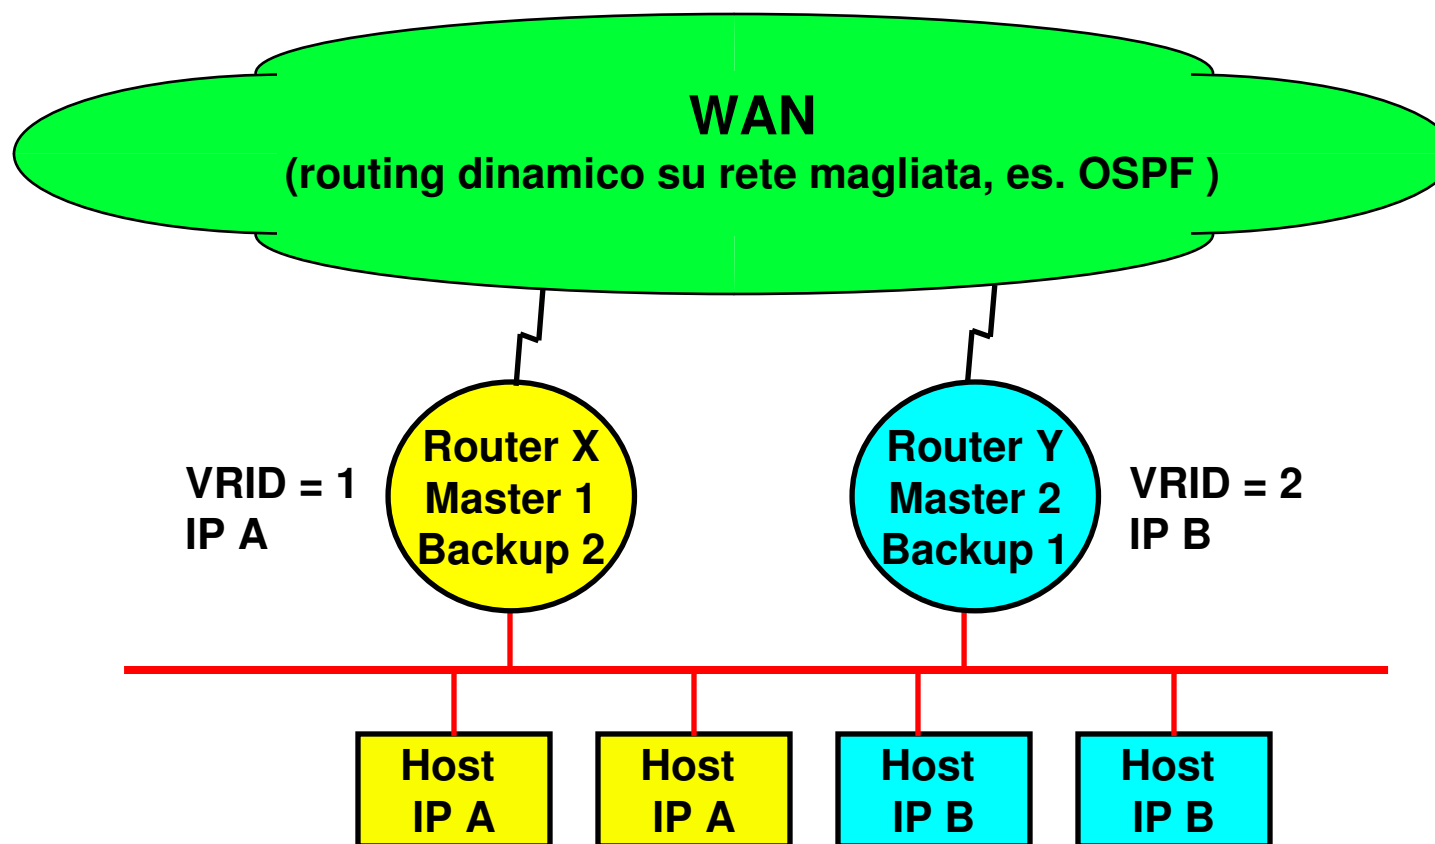 WAN
(routing dinamico su rete magliata, es. OSPF )
VRID = 1
IP A
Router X
Master 1
Backup 2
Router Y
Master 2
Backup 1
VRID = 2
IP B
Host
IP A
Host
IP A
Host
IP B
Host
IP B